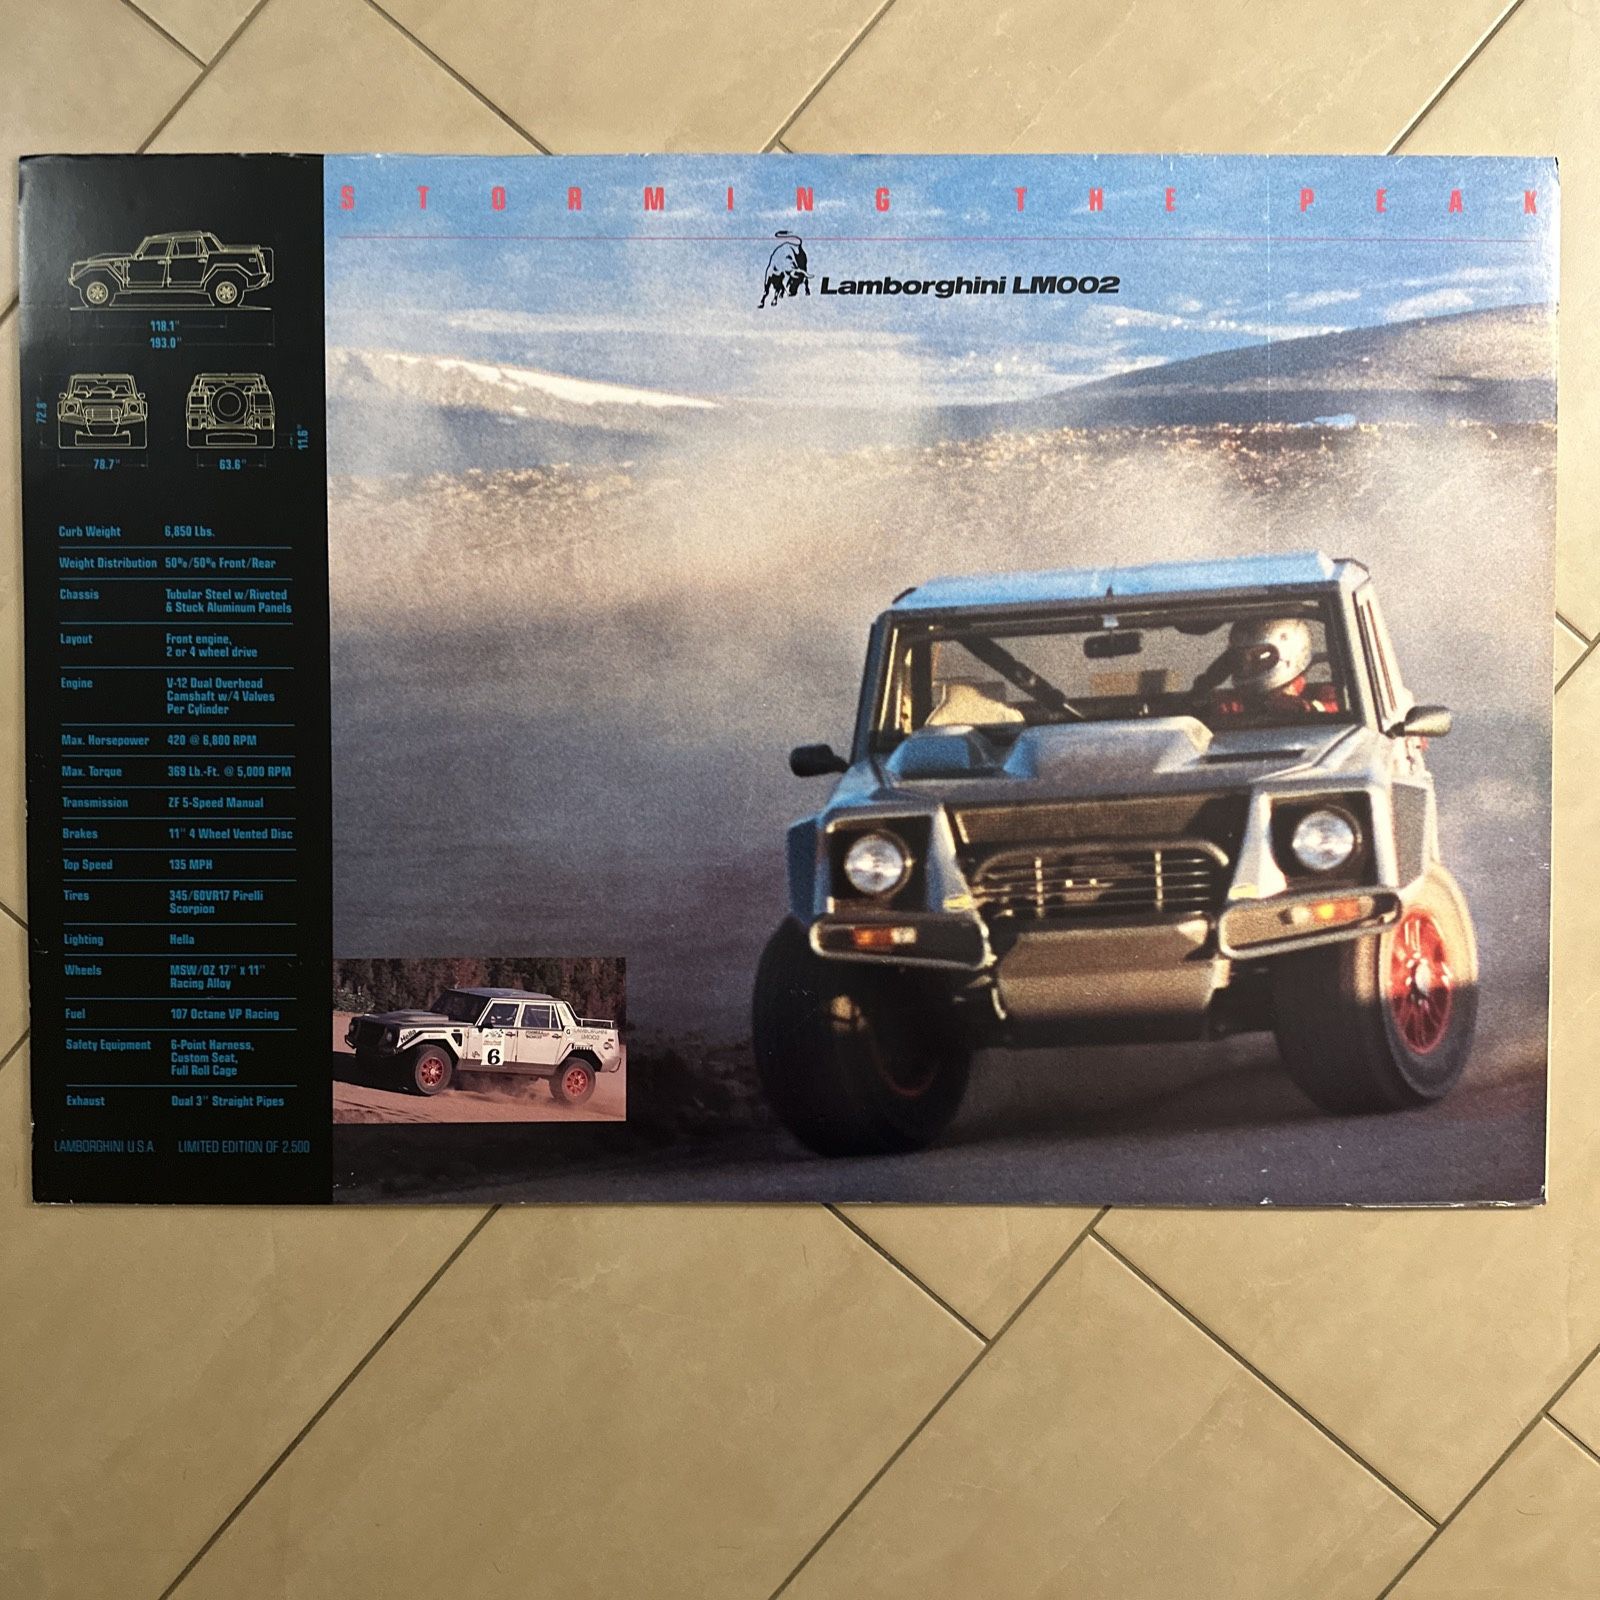 STORMING THE PEAK
Lamborghini LM002
118.1"
193.0"
72.8"
78.7"
63.6"
11.6"
Curb Weight 6,850 Lbs.
Weight Distribution 50%/50% Front/Rear
Chassis Tubular Steel w/Riveted
& Stuck Aluminum Panels
Layout Front engine,
2 or 4 wheel drive
Engine V-12 Dual Overhead
Camshaft w/4 Valves
Per Cylinder
Max. Horsepower 420 @ 6,800 RPM
Max. Torque 369 Lb.-Ft. @ 5,000 RPM
Transmission ZF 5-Speed Manual
Brakes 11" 4 Wheel Vented Disc
Top Speed 135 MPH
Tires 345/60VR17 Pirelli
Scorpion
Lighting Hella
Wheels MSW/OZ 17" x 11"
Racing Alloy
Fuel 107 Octane VP Racing
Safety Equipment 6-Point Harness,
Custom Seat,
Full Roll Cage
Exhaust Dual 3" Straight Pipes
LAMBORGHINI U.S.A. LIMITED EDITION OF 2,500
Hella
6
LAMBORGHINI
LM002